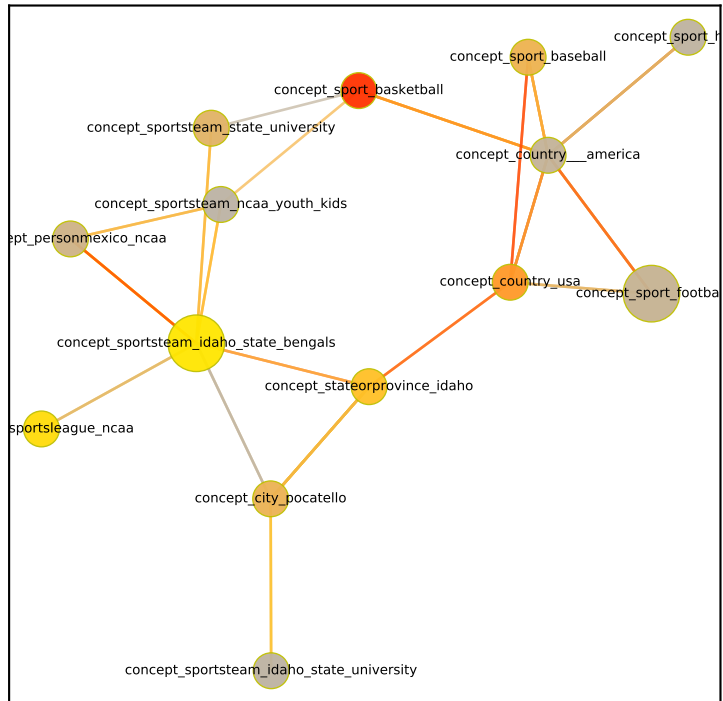 concept_sport_h
concept_sport_baseball
concept_sport_basketball
concept_sportsteam_state_university
concept_country___america
concept_sportsteam_ncaa_youth_kids
ept_personmexico_ncaa
concept_country_usa
concept_sport_footba
concept_sportsteam_idaho_state_bengals
concept_stateorprovince_idaho
sportsleague_ncaa
concept_city_pocatello
concept_sportsteam_idaho_state_university